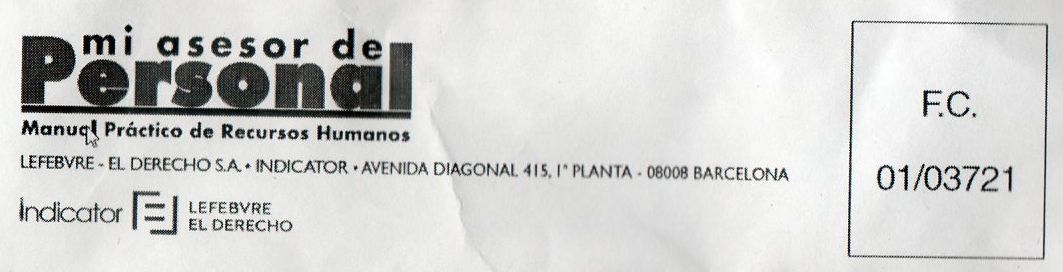 mi asesor de
Personal
Manual Práctico de Recursos Humanos
LEFEBVRE - EL DERECHO S.A. • INDICATOR • AVENIDA DIAGONAL 415, 1ª PLANTA - 08008 BARCELONA
Indicator
LEFEBVRE
EL DERECHO
F.C.
01/03721